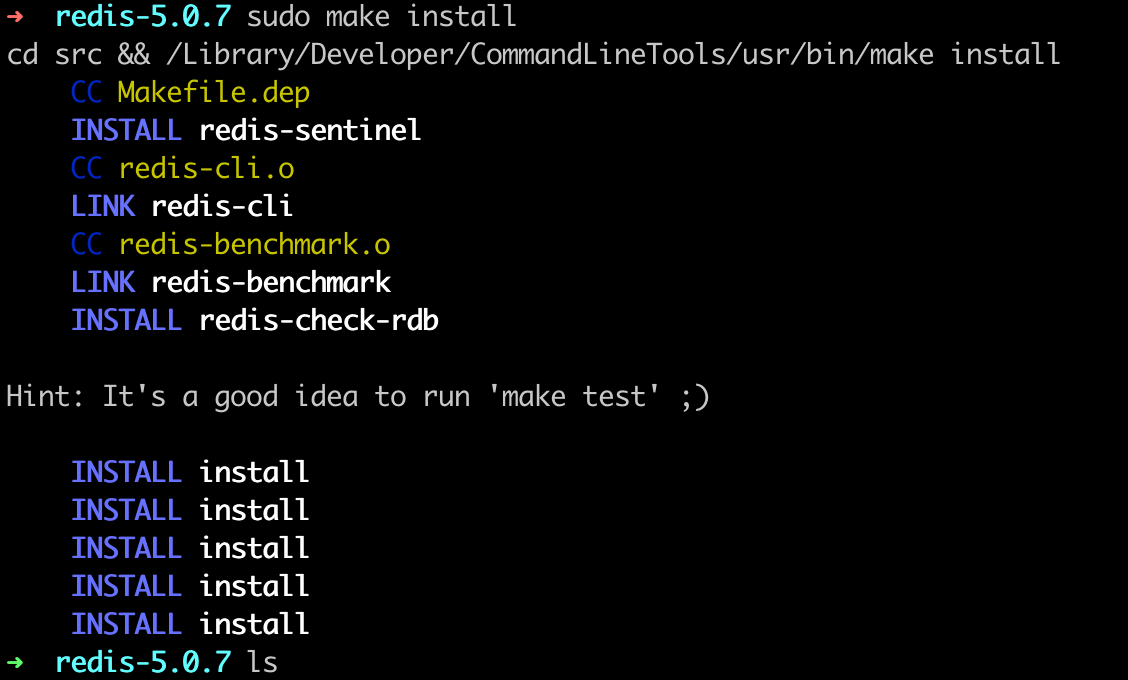 ➜  redis-5.0.7 sudo make install
cd src && /Library/Developer/CommandLineTools/usr/bin/make install
    CC Makefile.dep
    INSTALL redis-sentinel
    CC redis-cli.o
    LINK redis-cli
    CC redis-benchmark.o
    LINK redis-benchmark
    INSTALL redis-check-rdb

Hint: It's a good idea to run 'make test' ;)

    INSTALL install
    INSTALL install
    INSTALL install
    INSTALL install
    INSTALL install
➜  redis-5.0.7 ls